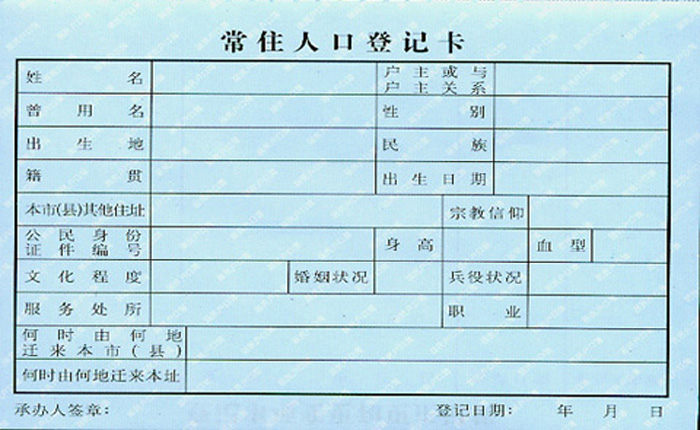 常住人口登记卡
姓名
户主或与
户主关系
曾用名
性别
出生地
民族
籍贯
出生日期
本市(县)其他住址
宗教信仰
公民身份
证件编号
身高
血型
文化程度
婚姻状况
兵役状况
服务处所
职业
何时由何地
迁来本市(县)
何时由何地迁来本址
承办人签章：
登记日期：年月日